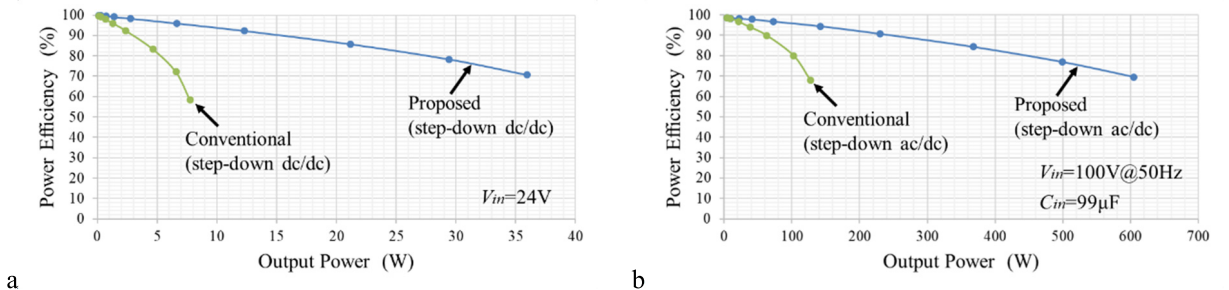 Power Efficiency (%)
100
90
80
70
60
50
40
30
20
10
0
0 5 10 15 20 25 30 35 40
Output Power (W)
Proposed
(step-down dc/dc)
Conventional
(step-down dc/dc)
Vin=24V
a
Power Efficiency (%)
100
90
80
70
60
50
40
30
20
10
0
0 100 200 300 400 500 600 700
Output Power (W)
Proposed
(step-down ac/dc)
Conventional
(step-down ac/dc)
Vin=100V@50Hz
Cin=99μF
b